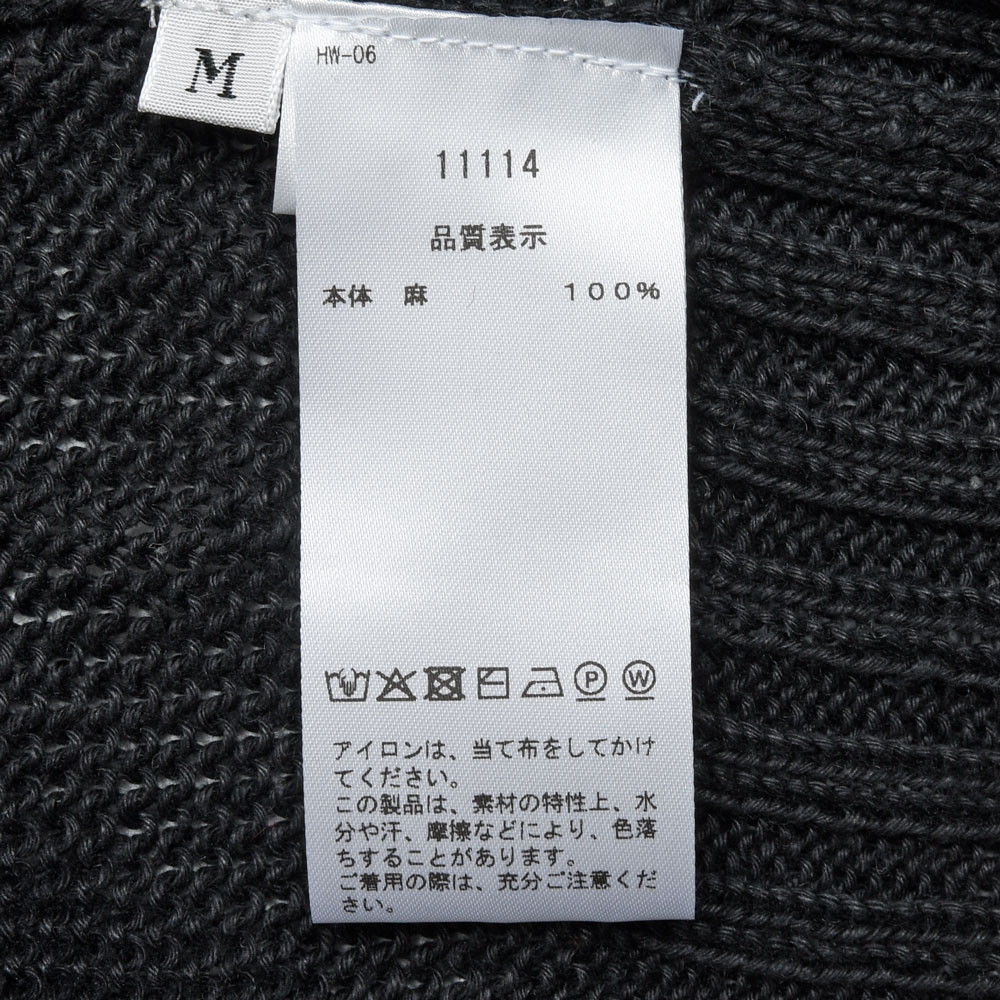 M
HW-06
11114
品質表示
本体 麻 100%
P W
アイロンは、当て布をしてかけ
てください。
この製品は、素材の特性上、水
分や汗、摩擦などにより、色落
ちすることがあります。
ご着用の際は、充分ご注意くだ
さい。